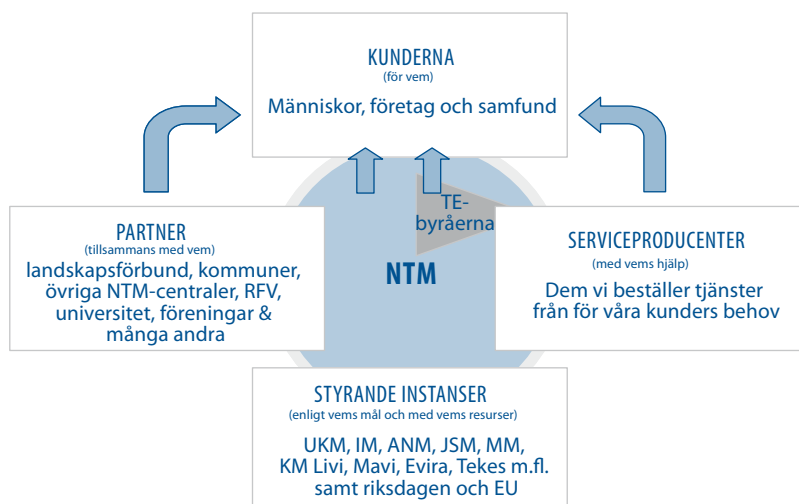 KUNDERNA
(för vem)
Människor, företag och samfund
TE-
byråerna
NTM
PARTNER
(tillsammans med vem)
landskapsförbund, kommuner,
övriga NTM-centraler, RFV,
universitet, föreningar &
många andra
SERVICEPRODUCENTER
(med vems hjälp)
Dem vi beställer tjänster
från för våra kunders behov
STYRANDE INSTANSER
(enligt vems mål och med vems resurser)
UKM, IM, ANM, JSM, MM,
KM Livi, Mavi, Evira, Tekes m.fl.
samt riksdagen och EU